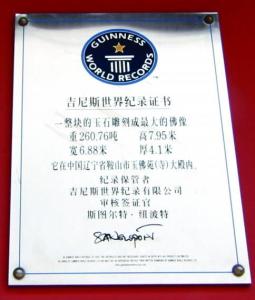 GUINNESS
WORLD RECORDS
吉尼斯世界纪录证书
一整块的玉石雕刻成最大的佛像
重260.76吨 高7.95米
宽6.88米 厚4.1米
它在中国辽宁省鞍山市玉佛苑(寺)大殿内。
纪录保管者
吉尼斯世界纪录有限公司
审核签证官
斯图尔特·纽波特